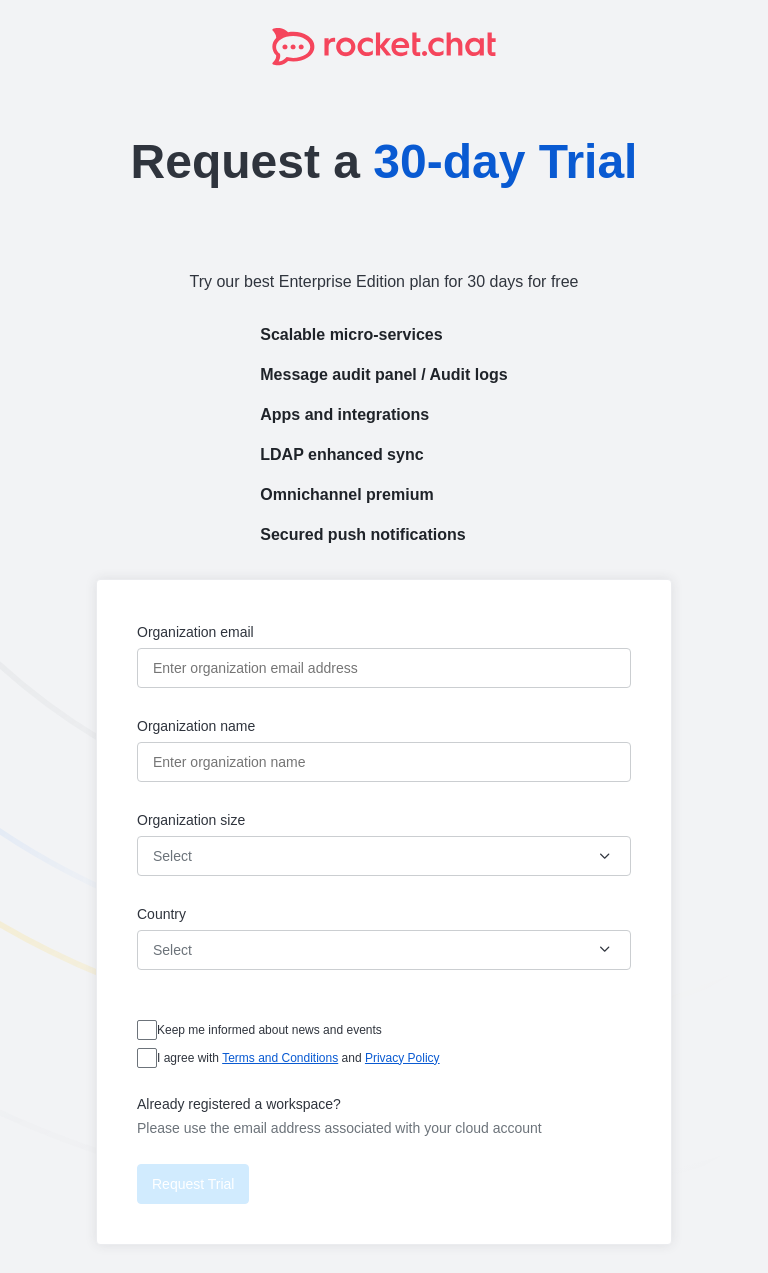 rocket.chat
Request a 30-day Trial
Try our best Enterprise Edition plan for 30 days for free
Scalable micro-services
Message audit panel / Audit logs
Apps and integrations
LDAP enhanced sync
Omnichannel premium
Secured push notifications
Organization email
Enter organization email address
Organization name
Enter organization name
Organization size
Select
Country
Select
Keep me informed about news and events
I agree with Terms and Conditions and Privacy Policy
Already registered a workspace?
Please use the email address associated with your cloud account
Request Trial